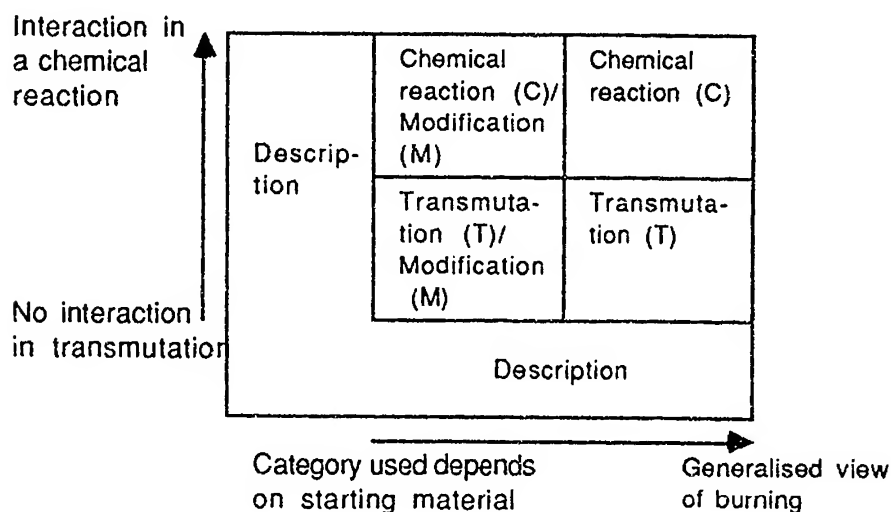 Interaction in
a chemical
reaction
Chemical
reaction (C)/
Modification
(M)
Chemical
reaction (C)
Descrip-
tion
Transmuta-
tion (T)/
Modification
(M)
Transmuta-
tion (T)
No interaction
in transmutation
Description
Category used depends
on starting material
Generalised view
of burning